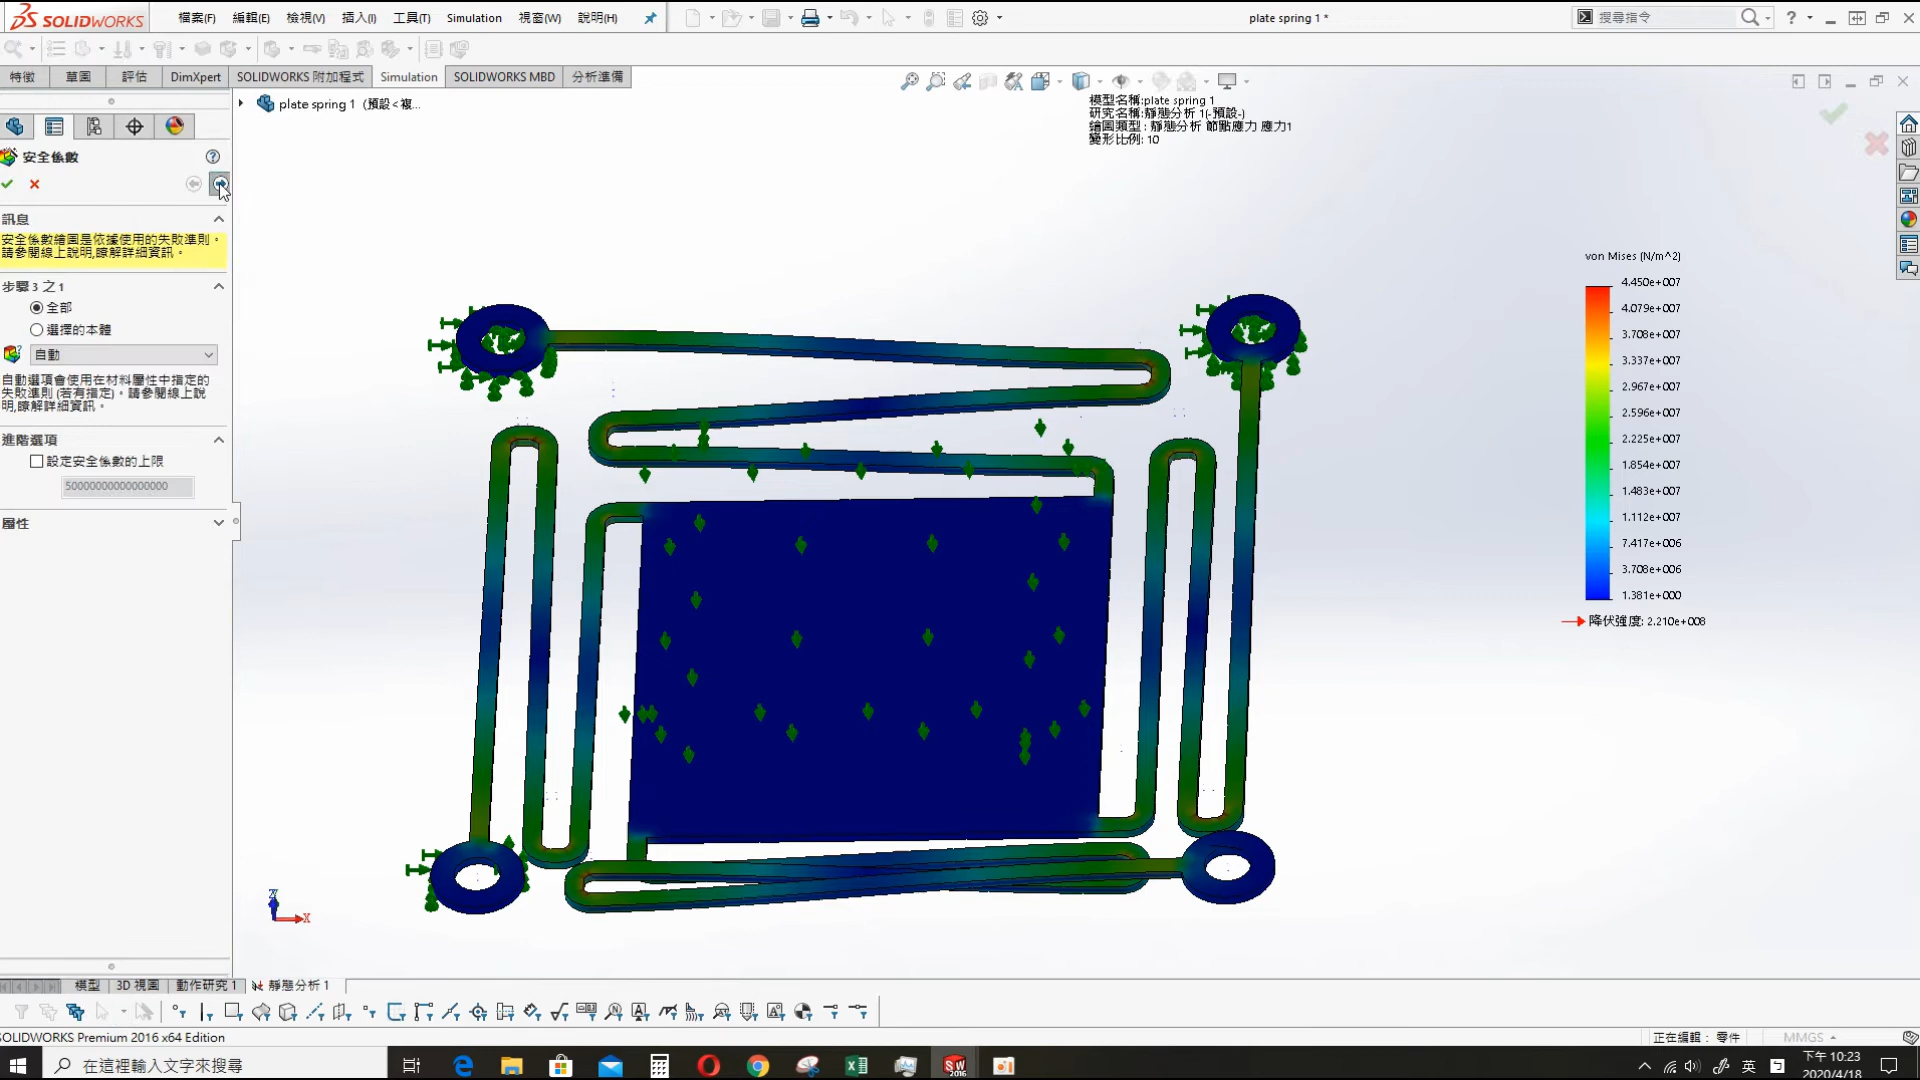 SOLIDWORKS
檔案(F)
編輯(E)
檢視(V)
插入(I)
工具(T)
Simulation
視窗(W)
說明(H)
plate spring 1 *
搜尋指令
特徵
草圖
評估
DimXpert
SOLIDWORKS 附加程式
Simulation
SOLIDWORKS MBD
分析準備
plate spring 1 (預設<複...
模型名稱:plate spring 1
研究名稱:靜態分析 1(-預設-)
繪圖類型: 靜態分析 節點應力 應力1
變形比例: 10
安全係數
訊息
安全係數繪圖是依據使用的失敗準則。
請參閱線上說明,瞭解詳細資訊。
步驟 3 之 1
全部
選擇的本體
自動
自動選項會使用在材料屬性中指定的
失敗準則 (若有指定)。請參閱線上說
明,瞭解詳細資訊。
進階選項
設定安全係數的上限
50000000000000000
屬性
von Mises (N/m^2)
4.450e+007
4.079e+007
3.708e+007
3.337e+007
2.967e+007
2.596e+007
2.225e+007
1.854e+007
1.483e+007
1.112e+007
7.417e+006
3.708e+006
1.381e+000
降伏強度: 2.210e+008
Z
X
模型
3D 視圖
動作研究 1
靜態分析 1
SOLIDWORKS Premium 2016 x64 Edition
正在編輯: 零件
MMGS
在這裡輸入文字來搜尋
SW
2016
英
下午 10:23
2020/4/18